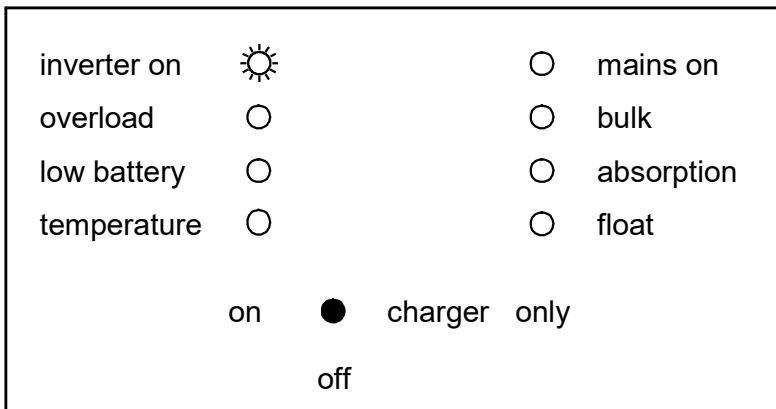 inverter on mains on
overload bulk
low battery absorption
temperature float
on charger only
off